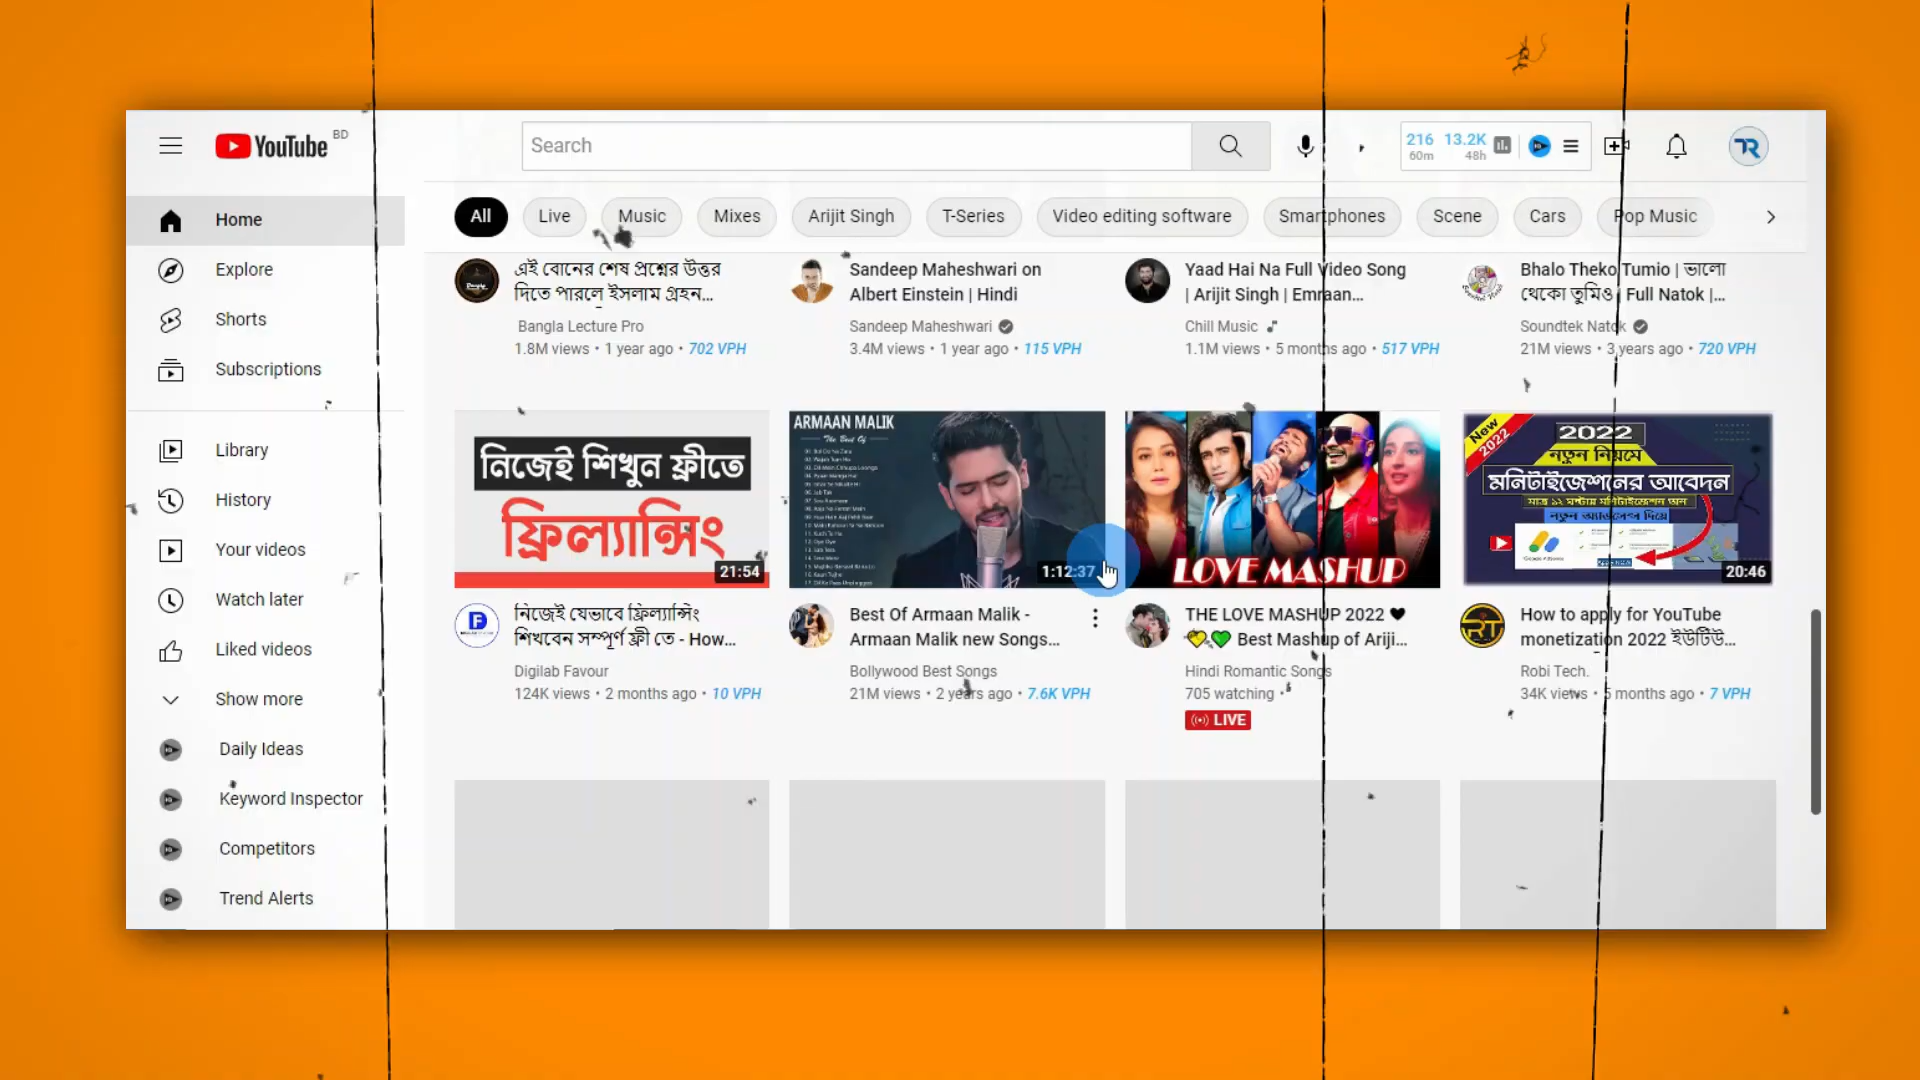 YouTube BD
Search
216 13.2K
60m 48h
TR
Home
Explore
Shorts
Subscriptions
Library
History
Your videos
Watch later
Liked videos
Show more
Daily Ideas
Keyword Inspector
Competitors
Trend Alerts
All Live Music Mixes Arijit Singh T-Series Video editing software Smartphones Scene Cars Pop Music
এই বোনের শেষ প্রশ্নের উত্তর
দিতে পারলে ইসলাম গ্রহন...
Bangla Lecture Pro
1.8M views • 1 year ago • 702 VPH
Sandeep Maheshwari on
Albert Einstein | Hindi
Sandeep Maheshwari
3.4M views • 1 year ago • 115 VPH
Yaad Hai Na Full Video Song
| Arijit Singh | Emraan...
Chill Music
1.1M views • 5 months ago • 517 VPH
Bhalo Theko Tumio | ভালো
থেকো তুমিও | Full Natok |...
Soundtek Natok
21M views • 3 years ago • 720 VPH
নিজেই শিখুন ফ্রীতে
ফ্রিল্যান্সিং
21:54
নিজেই যেভাবে ফ্রিল্যান্সিং
শিখবেন সম্পূর্ণ ফ্রী তে - How...
Digilab Favour
124K views • 2 months ago • 10 VPH
ARMAAN MALIK
The Best Of
1:12:37
Best Of Armaan Malik -
Armaan Malik new Songs...
Bollywood Best Songs
21M views • 2 years ago • 7.6K VPH
LOVE MASHUP
THE LOVE MASHUP 2022 🖤
💛💚 Best Mashup of Ariji...
Hindi Romantic Songs
705 watching •
LIVE
New
2022
2022
নতুন নিয়মে
মনিটাইজেশনের আবেদন
মাত্র ১২ ঘন্টায় মনিটাইজেশন অন
নতুন অ্যাডসেন্স দিয়ে
20:46
How to apply for YouTube
monetization 2022 ইউটিউ...
Robi Tech.
34K views • 5 months ago • 7 VPH